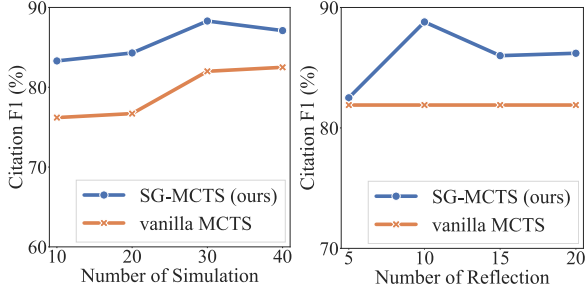 90
80
70
60
Citation F1 (%)
SG-MCTS (ours)
vanilla MCTS
10 20 30 40
Number of Simulation
90
80
70
Citation F1 (%)
SG-MCTS (ours)
vanilla MCTS
5 10 15 20
Number of Reflection